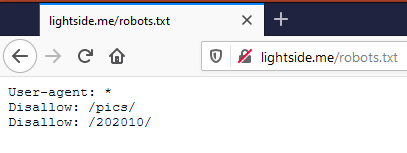 lightside.me/robots.txt
lightside.me/robots.txt
User-agent: *
Disallow: /pics/
Disallow: /202010/